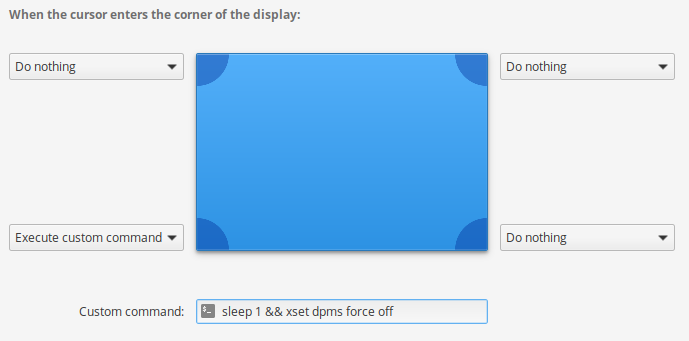 When the cursor enters the corner of the display:
Do nothing
Do nothing
Execute custom command
Do nothing
Custom command:
sleep 1 && xset dpms force off